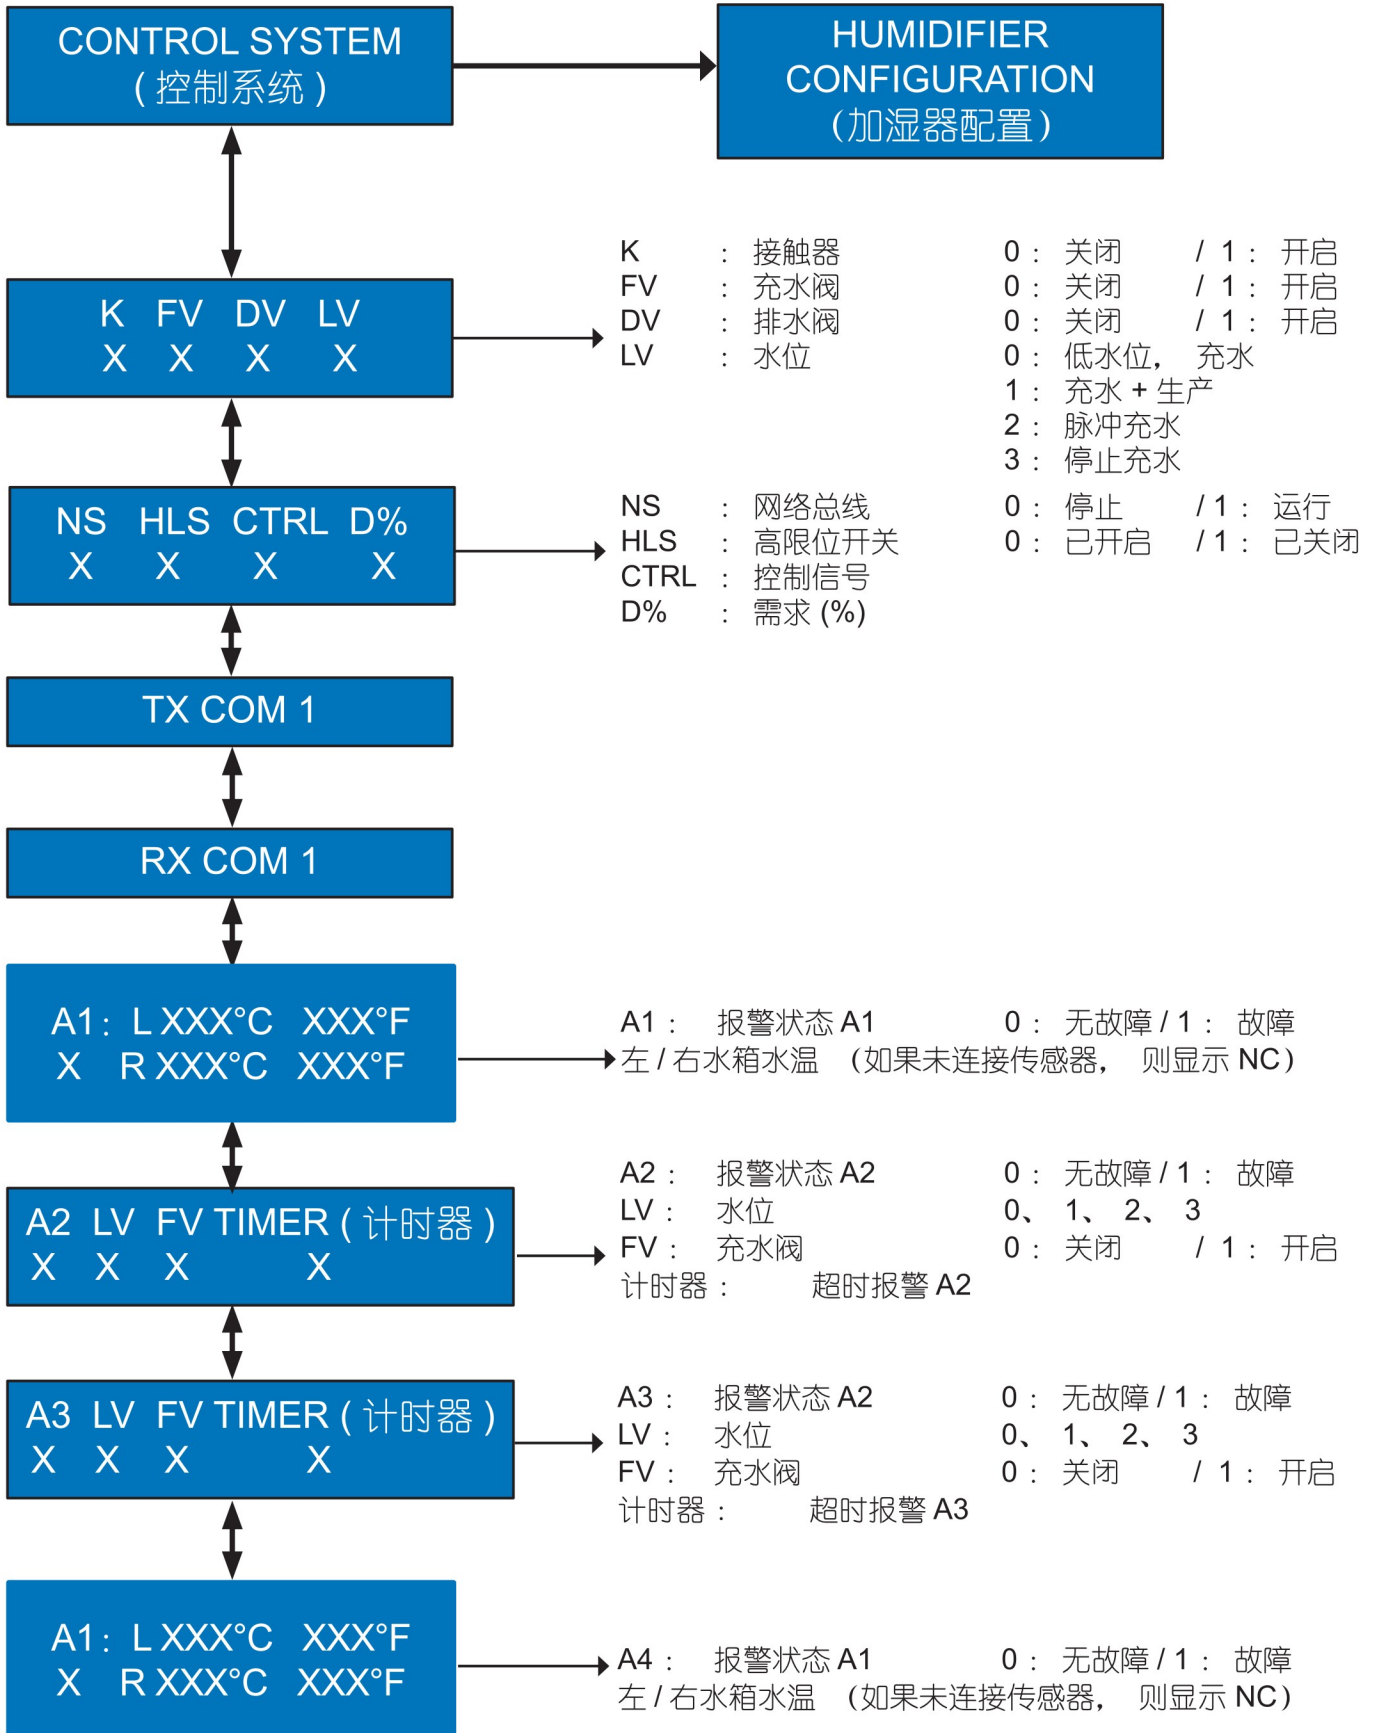 CONTROL SYSTEM
(控制系统)
HUMIDIFIER
CONFIGURATION
(加湿器配置)
K FV DV LV
X X X X
K : 接触器 0: 关闭 / 1: 开启
FV : 充水阀 0: 关闭 / 1: 开启
DV : 排水阀 0: 关闭 / 1: 开启
LV : 水位 0: 低水位, 充水
1: 充水 + 生产
2: 脉冲充水
3: 停止充水
NS HLS CTRL D%
X X X X
NS : 网络总线 0: 停止 / 1: 运行
HLS : 高限位开关 0: 已开启 / 1: 已关闭
CTRL : 控制信号
D% : 需求 (%)
TX COM 1
RX COM 1
A1: L XXX°C XXX°F
X R XXX°C XXX°F
A1: 报警状态 A1 0: 无故障 / 1: 故障
左 / 右水箱水温 (如果未连接传感器, 则显示 NC)
A2 LV FV TIMER (计时器)
X X X X
A2: 报警状态 A2 0: 无故障 / 1: 故障
LV: 水位 0、 1、 2、 3
FV: 充水阀 0: 关闭 / 1: 开启
计时器: 超时报警 A2
A3 LV FV TIMER (计时器)
X X X X
A3: 报警状态 A2 0: 无故障 / 1: 故障
LV: 水位 0、 1、 2、 3
FV: 充水阀 0: 关闭 / 1: 开启
计时器: 超时报警 A3
A1: L XXX°C XXX°F
X R XXX°C XXX°F
A4: 报警状态 A1 0: 无故障 / 1: 故障
左 / 右水箱水温 (如果未连接传感器, 则显示 NC)